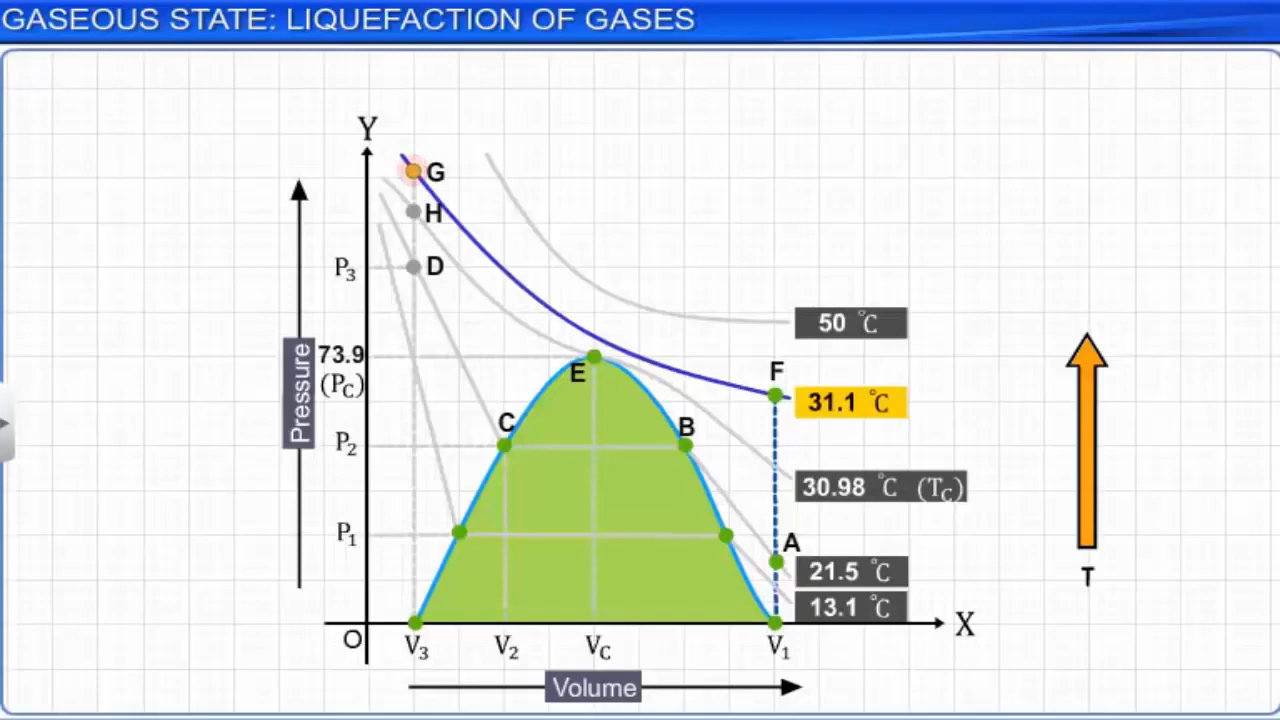 GASEOUS STATE: LIQUEFACTION OF GASES
Y
G
H
P3
D
50 °C
Pressure
73.9
(PC)
E
F
31.1 °C
C
B
P2
30.98 °C (TC)
P1
A
21.5 °C
T
13.1 °C
O
X
V3
V2
VC
V1
Volume